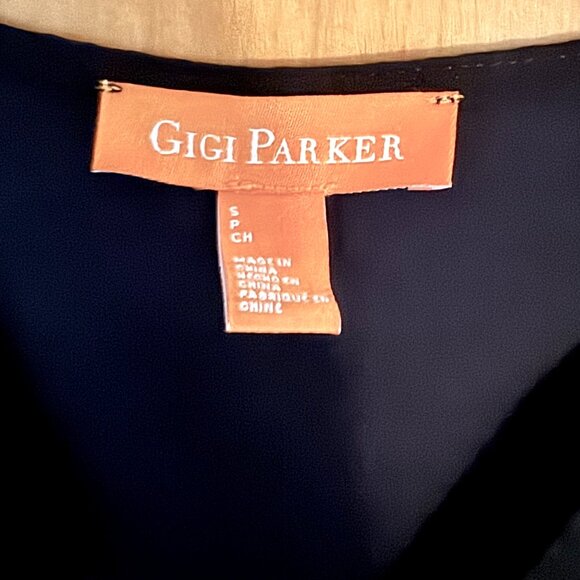 GIGI PARKER
S
P
CH
MADE IN
CHINA
HECHO EN
CHINA
FABRIQUÉ EN
CHINE